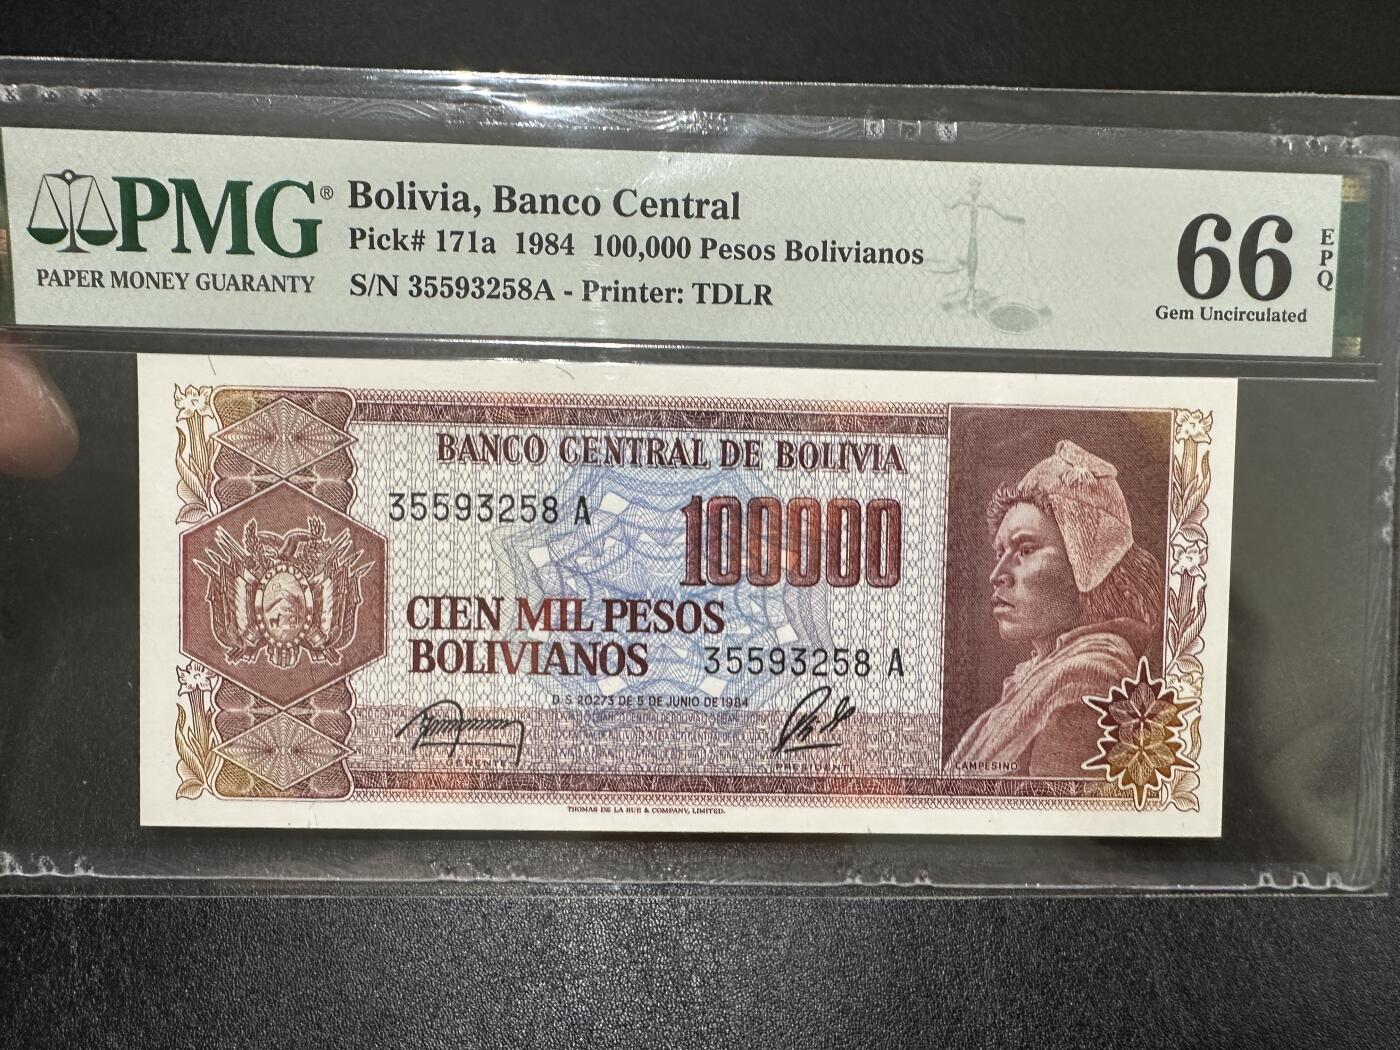 PMG®
PAPER MONEY GUARANTY
Bolivia, Banco Central
Pick# 171a 1984 100,000 Pesos Bolivianos
S/N 35593258A - Printer: TDLR
66
EPQ
Gem Uncirculated
BANCO CENTRAL DE BOLIVIA
35593258 A
100000
CIEN MIL PESOS
BOLIVIANOS
35593258 A
D.S 20273 DE 5 DE JUNIO DE 1984
GERENTE
PRESIDENTE
CAMPESINO
THOMAS DE LA RUE & COMPANY, LIMITED.